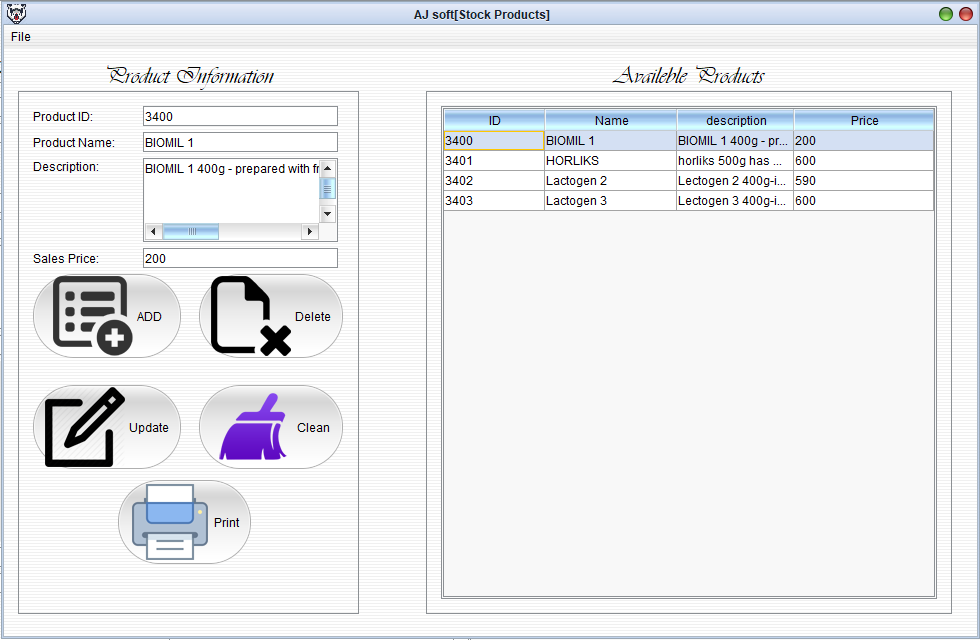 AJ soft[Stock Products]
File
Product Information
Product ID: 3400
Product Name: BIOMIL 1
Description: BIOMIL 1 400g - prepared with fr
Sales Price: 200
ADD
Delete
Update
Clean
Print
Availeble Products
ID Name description Price
3400 BIOMIL 1 BIOMIL 1 400g - pr... 200
3401 HORLIKS horliks 500g has ... 600
3402 Lactogen 2 Lectogen 2 400g-i... 590
3403 Lactogen 3 Lectogen 3 400g-i... 600